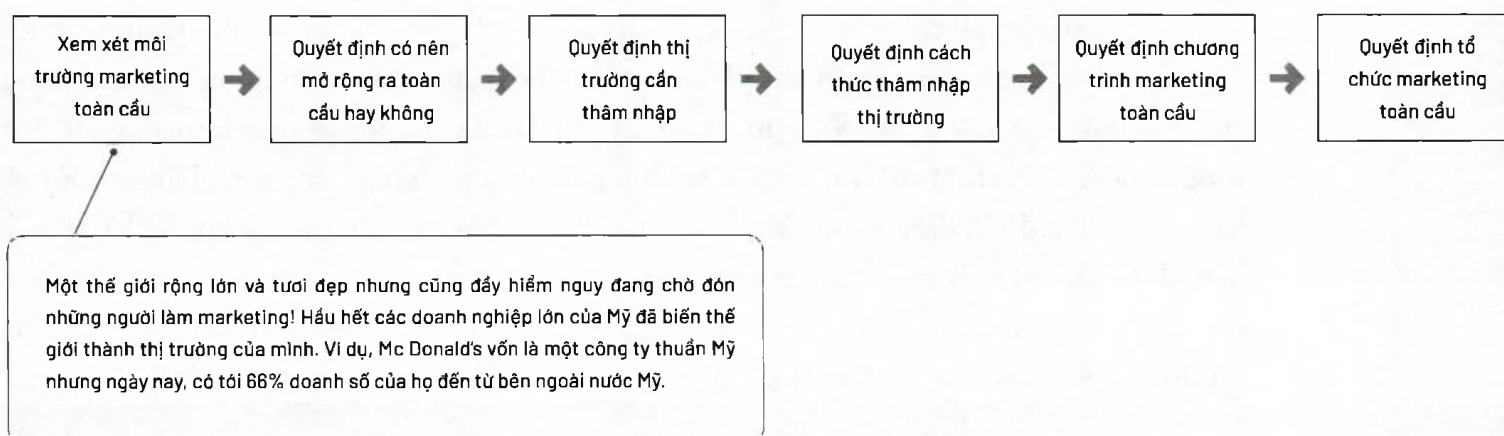 Xem xét môi
trường marketing
toàn cầu
Quyết định có nên
mở rộng ra toàn
cầu hay không
Quyết định thị
trường cần
thâm nhập
Quyết định cách
thức thâm nhập
thị trường
Quyết định chương
trình marketing
toàn cầu
Quyết định tổ
chức marketing
toàn cầu
Một thế giới rộng lớn và tươi đẹp nhưng cũng đầy hiểm nguy đang chờ đón
những người làm marketing! Hầu hết các doanh nghiệp lớn của Mỹ đã biến thế
giới thành thị trường của mình. Ví dụ, Mc Donald's vốn là một công ty thuần Mỹ
nhưng ngày nay, có tới 66% doanh số của họ đến từ bên ngoài nước Mỹ.